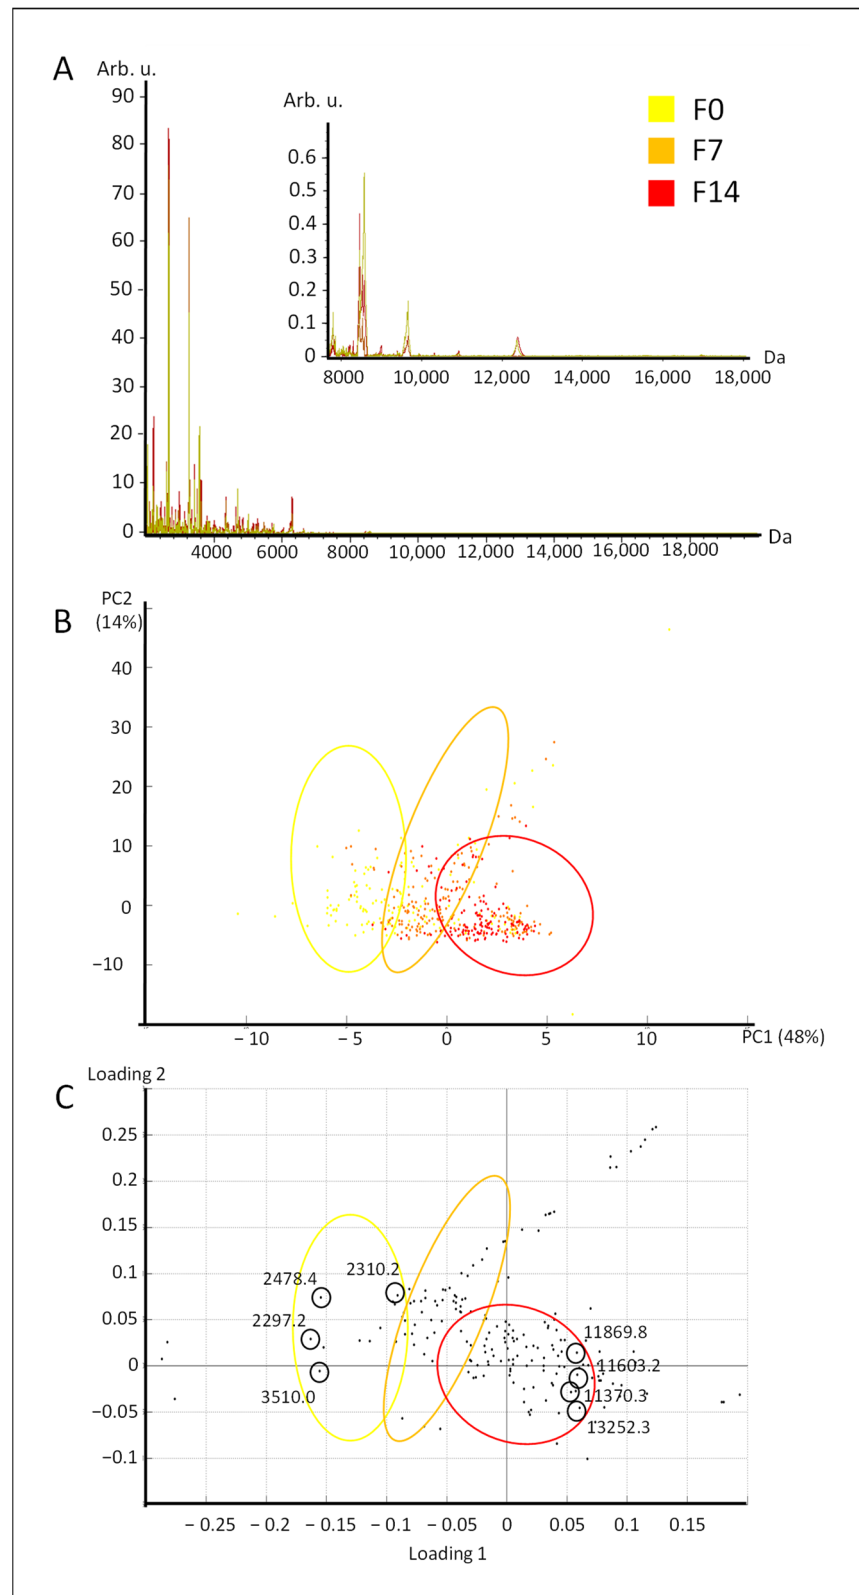 A
Arb. u.
90
80
70
60
50
40
30
20
10
0
4000 6000 8000 10,000 12,000 14,000 16,000 18,000
Da
Arb. u.
0.6
0.5
0.4
0.3
0.2
0.1
0
8000 10,000 12,000 14,000 16,000 18,000
Da
F0
F7
F14
B
PC2
(14%)
40
30
20
10
0
−10
− 10 − 5 0 5 10 PC1 (48%)
C
Loading 2
0.25
0.2
0.15
0.1
0.05
0
−0.05
−0.1
2478.4
2310.2
2297.2
3510.0
11869.8
11603.2
11370.3
13252.3
− 0.25 − 0.2 − 0.15 − 0.1 − 0.05 0 0.05 0.1 0.15
Loading 1